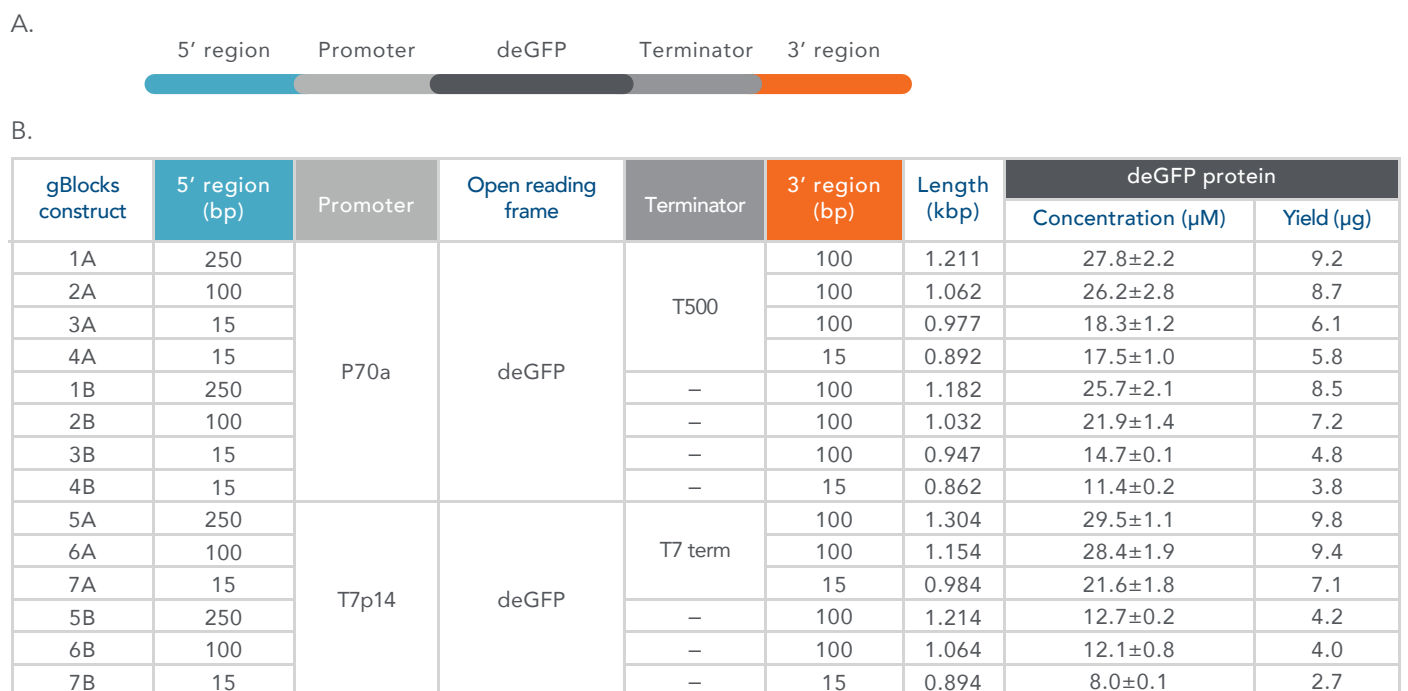 A.
5’ region Promoter deGFP Terminator 3’ region
B.
gBlocks construct 5’ region (bp) Promoter Open reading frame Terminator 3’ region (bp) Length (kbp) deGFP protein
Concentration (µM) Yield (µg)
1A 250 100 1.211 27.8±2.2 9.2
2A 100 100 1.062 26.2±2.8 8.7
T500
3A 15 100 0.977 18.3±1.2 6.1
4A 15 15 0.892 17.5±1.0 5.8
P70a deGFP
1B 250 – 100 1.182 25.7±2.1 8.5
2B 100 – 100 1.032 21.9±1.4 7.2
3B 15 – 100 0.947 14.7±0.1 4.8
4B 15 – 15 0.862 11.4±0.2 3.8
5A 250 100 1.304 29.5±1.1 9.8
6A 100 T7 term 100 1.154 28.4±1.9 9.4
7A 15 15 0.984 21.6±1.8 7.1
T7p14 deGFP
5B 250 – 100 1.214 12.7±0.2 4.2
6B 100 – 100 1.064 12.1±0.8 4.0
7B 15 – 15 0.894 8.0±0.1 2.7